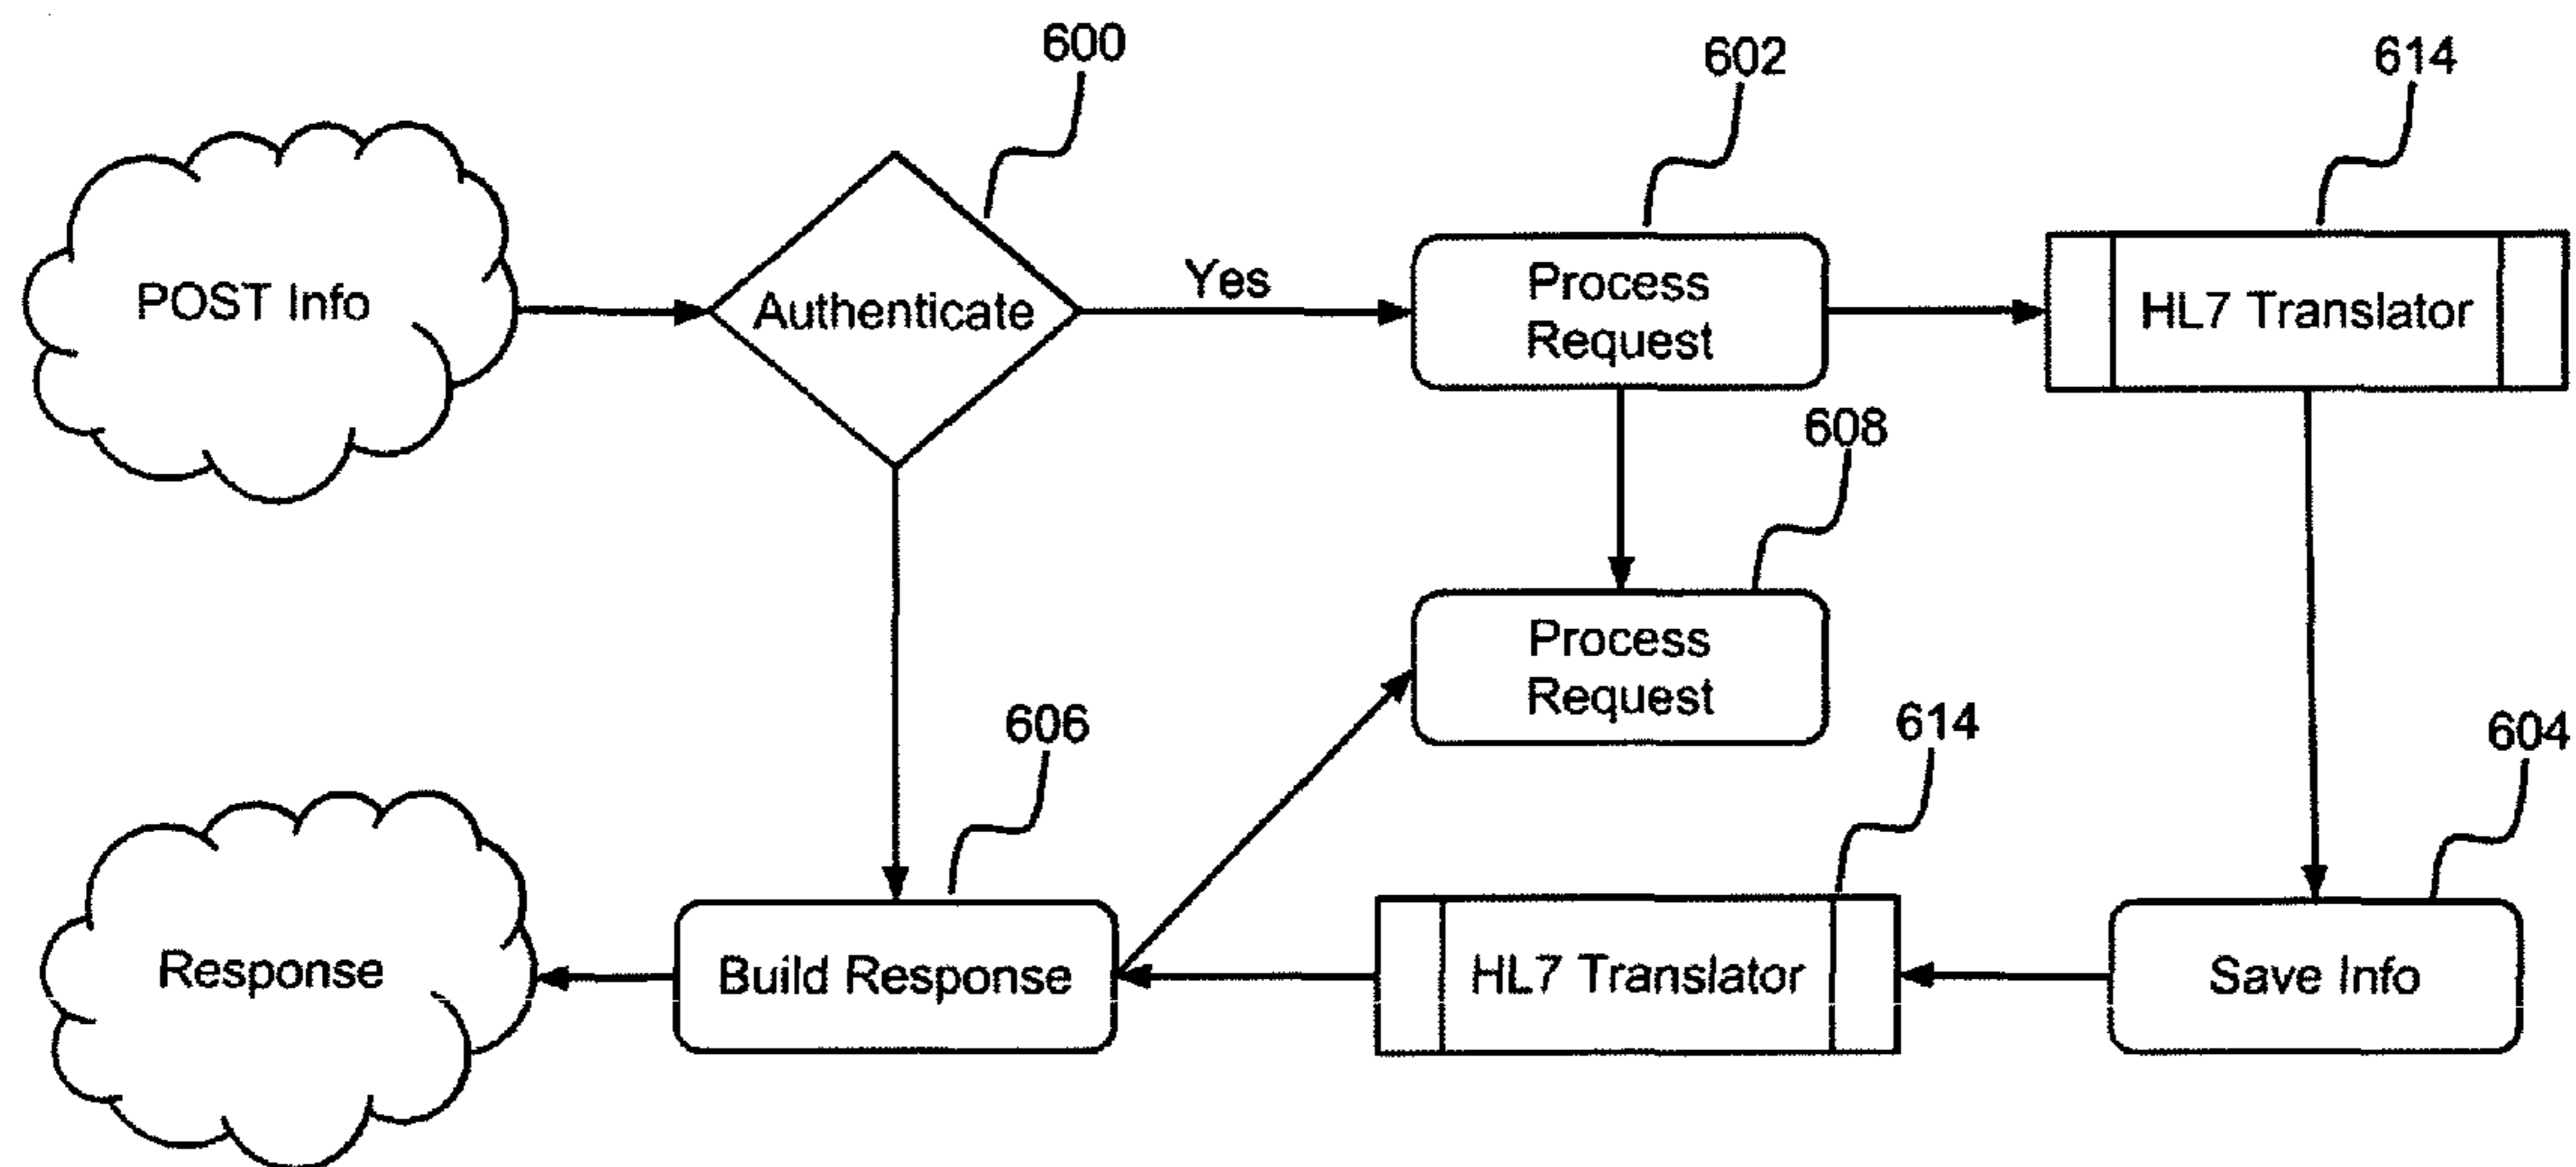 600
602
614
POST Info
Authenticate
Yes
Process
Request
HL7 Translator
608
Process
Request
606
614
604
Response
Build Response
HL7 Translator
Save Info